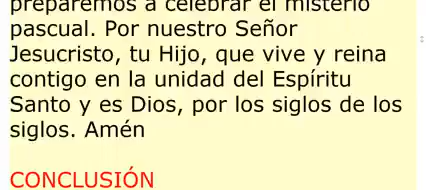 preparemos a celebrar el misterio
pascual. Por nuestro Señor
Jesucristo, tu Hijo, que vive y reina
contigo en la unidad del Espíritu
Santo y es Dios, por los siglos de los
siglos. Amén
CONCLUSIÓN